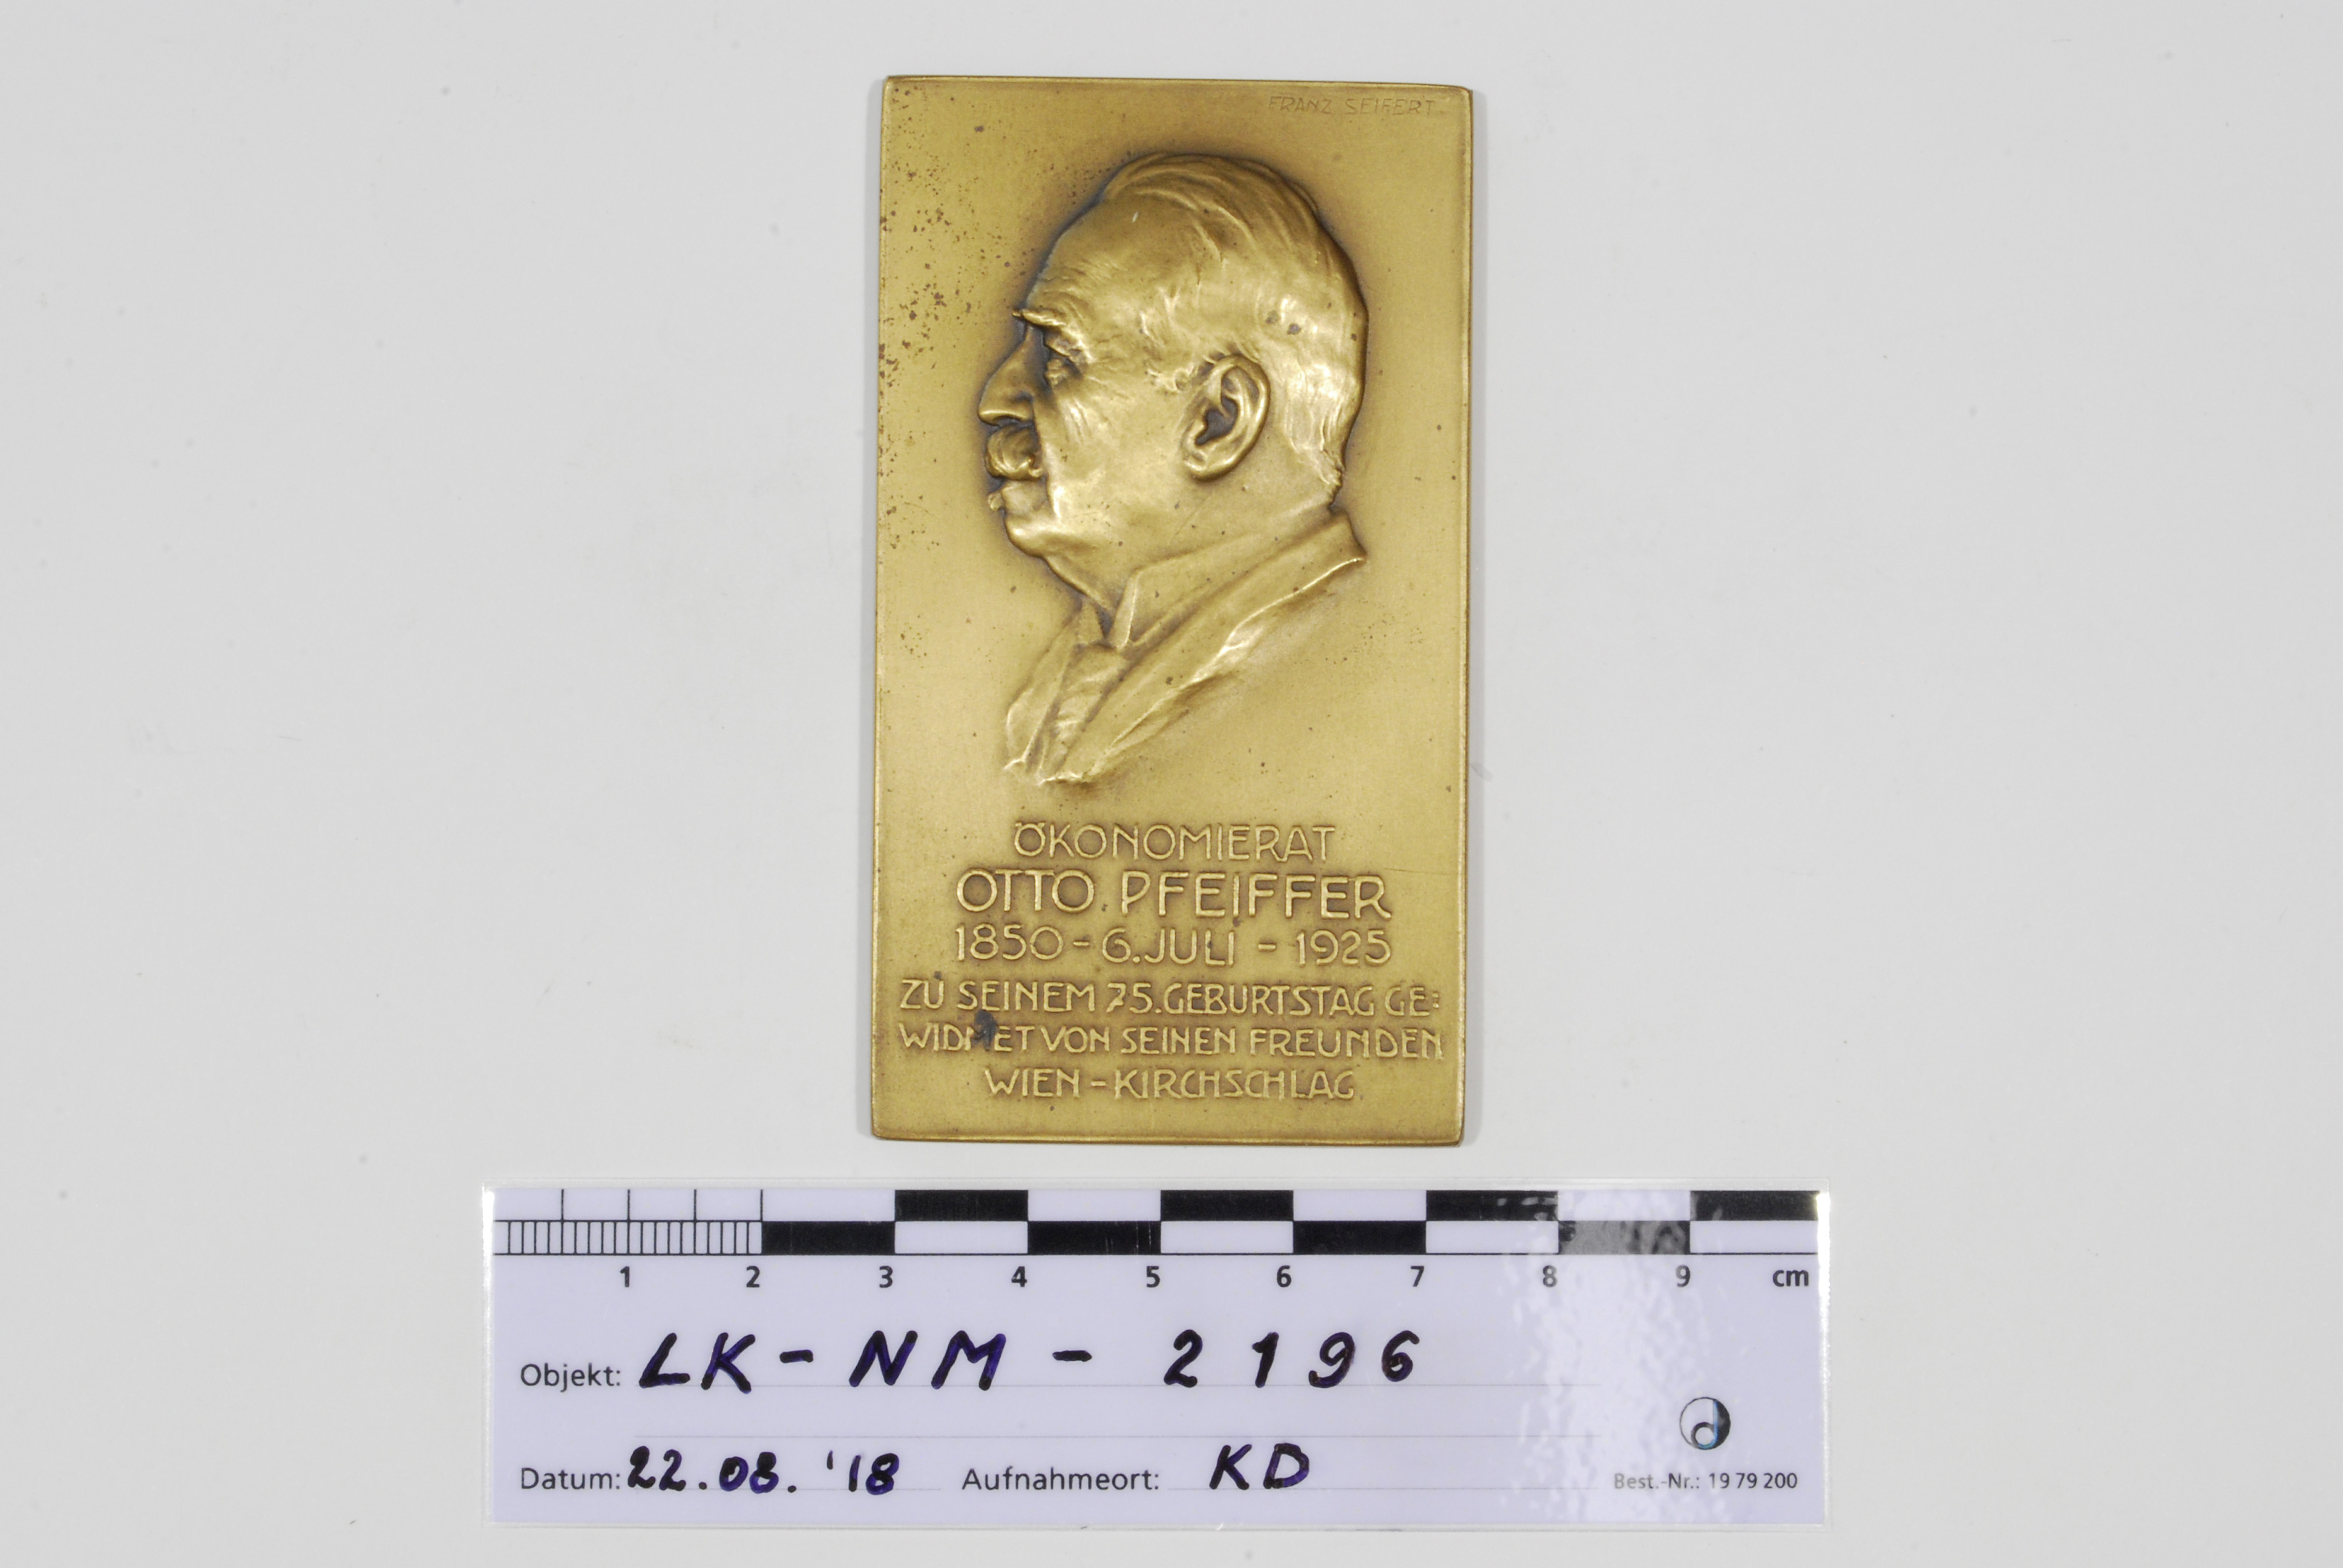 FRANZ SEIFERT
ÖKONOMIERAT
OTTO PFEIFFER
1850 - 6. JULI - 1925
ZU SEINEM 75. GEBURTSTAG GE=
WIDMET VON SEINEN FREUNDEN
WIEN - KIRCHSCHLAG
1 2 3 4 5 6 7 8 9 cm
Objekt: LK - NM - 2196
Datum: 22.08. '18 Aufnahmeort: KD Best.-Nr.: 19 79 200